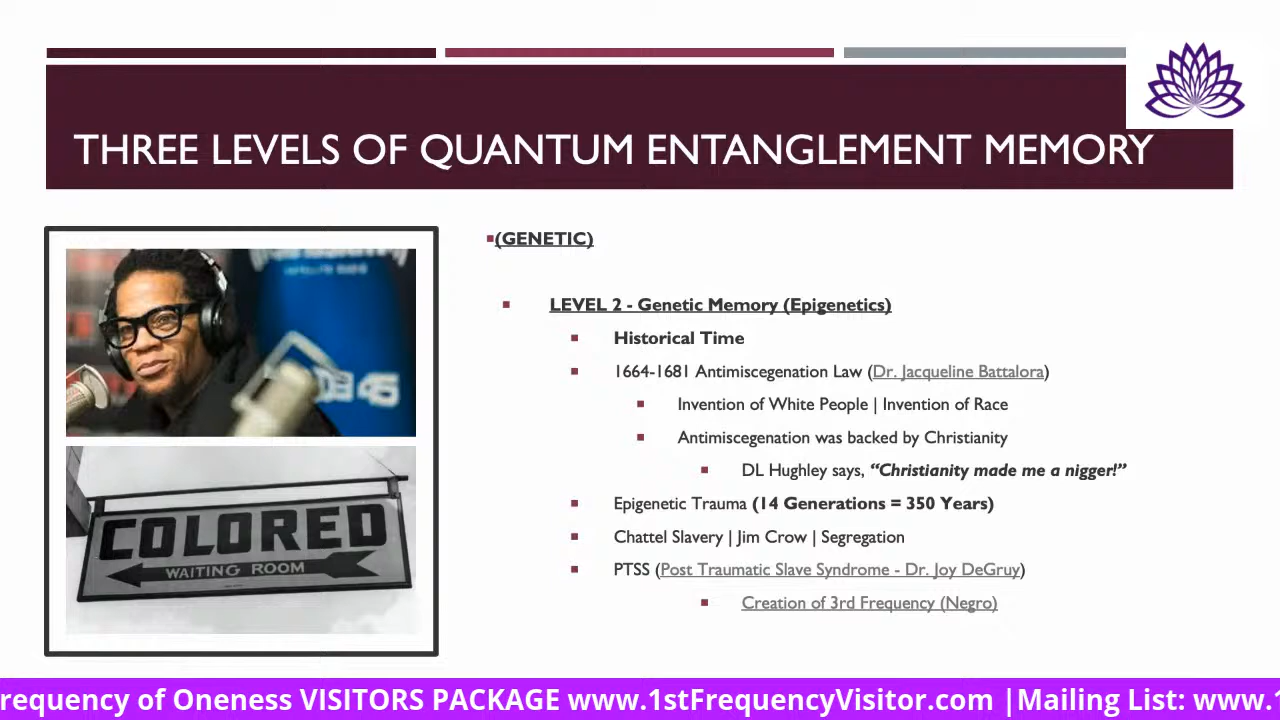 THREE LEVELS OF QUANTUM ENTANGLEMENT MEMORY
(GENETIC)
LEVEL 2 - Genetic Memory (Epigenetics)
Historical Time
1664-1681 Antimiscegenation Law (Dr. Jacqueline Battalora)
Invention of White People | Invention of Race
Antimiscegenation was backed by Christianity
DL Hughley says, “Christianity made me a nigger!”
Epigenetic Trauma (14 Generations = 350 Years)
Chattel Slavery | Jim Crow | Segregation
PTSS (Post Traumatic Slave Syndrome - Dr. Joy DeGruy)
Creation of 3rd Frequency (Negro)
45
COLORED
WAITING ROOM
requency of Oneness VISITORS PACKAGE www.1stFrequencyVisitor.com |Mailing List: www.1